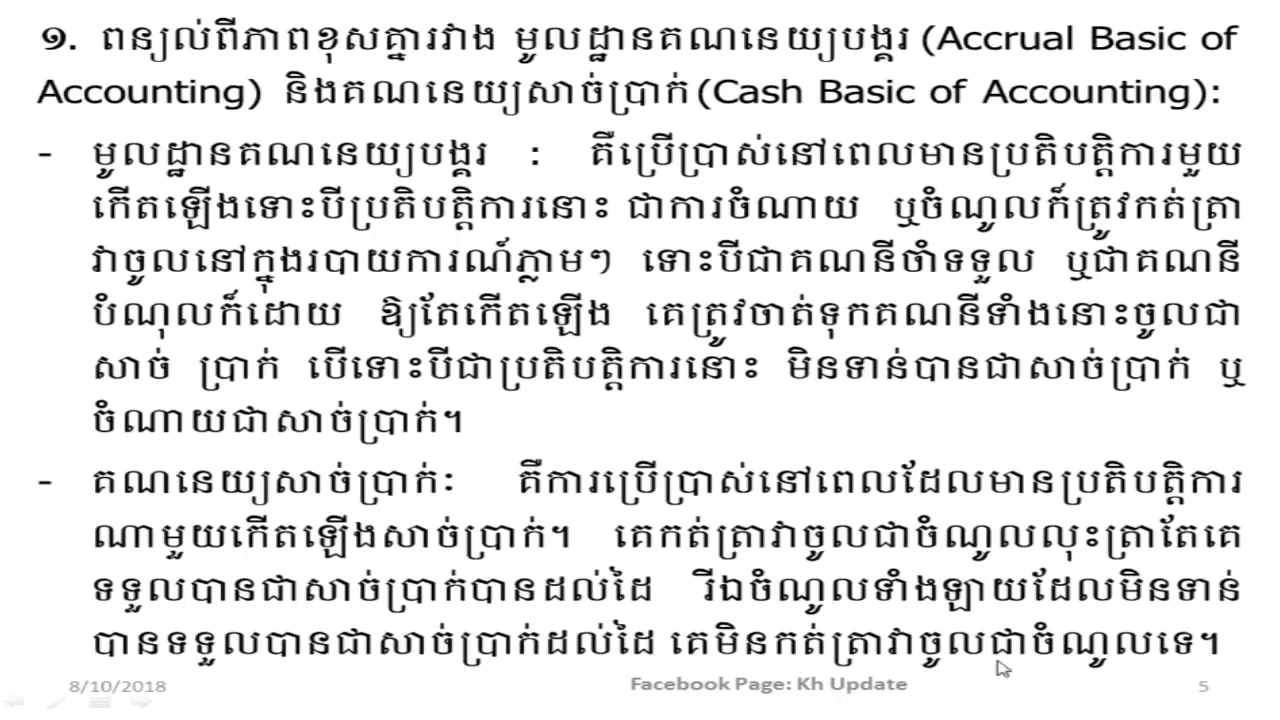 ១. ពន្យល់ពីភាពខុសគ្នារវាង មូលដ្ឋានគណនេយ្យបង្គរ (Accrual Basic of
Accounting) និងគណនេយ្យសាច់ប្រាក់ (Cash Basic of Accounting):
- មូលដ្ឋានគណនេយ្យបង្គរ : គឺប្រើប្រាស់នៅពេលមានប្រតិបត្តិការមួយ
កើតឡើងទោះបីប្រតិបត្តិការនោះ ជាការចំណាយ ឬចំណូលក៏ត្រូវកត់ត្រា
វាចូលនៅក្នុងរបាយការណ៍ភ្លាមៗ ទោះបីជាគណនីចាំទទួល ឬជាគណនី
បំណុលក៏ដោយ ឱ្យតែកើតឡើង គេត្រូវចាត់ទុកគណនីទាំងនោះចូលជា
សាច់ ប្រាក់ បើទោះបីជាប្រតិបត្តិការនោះ មិនទាន់បានជាសាច់ប្រាក់ ឬ
ចំណាយជាសាច់ប្រាក់។
- គណនេយ្យសាច់ប្រាក់ៈ គឺការប្រើប្រាស់នៅពេលដែលមានប្រតិបត្តិការ
ណាមួយកើតឡើងសាច់ប្រាក់។ គេកត់ត្រាវាចូលជាចំណូលលុះត្រាតែគេ
ទទួលបានជាសាច់ប្រាក់បានដល់ដៃ រីឯចំណូលទាំងឡាយដែលមិនទាន់
បានទទួលបានជាសាច់ប្រាក់ដល់ដៃ គេមិនកត់ត្រាវាចូលជាចំណូលទេ។
8/10/2018 Facebook Page: Kh Update 5